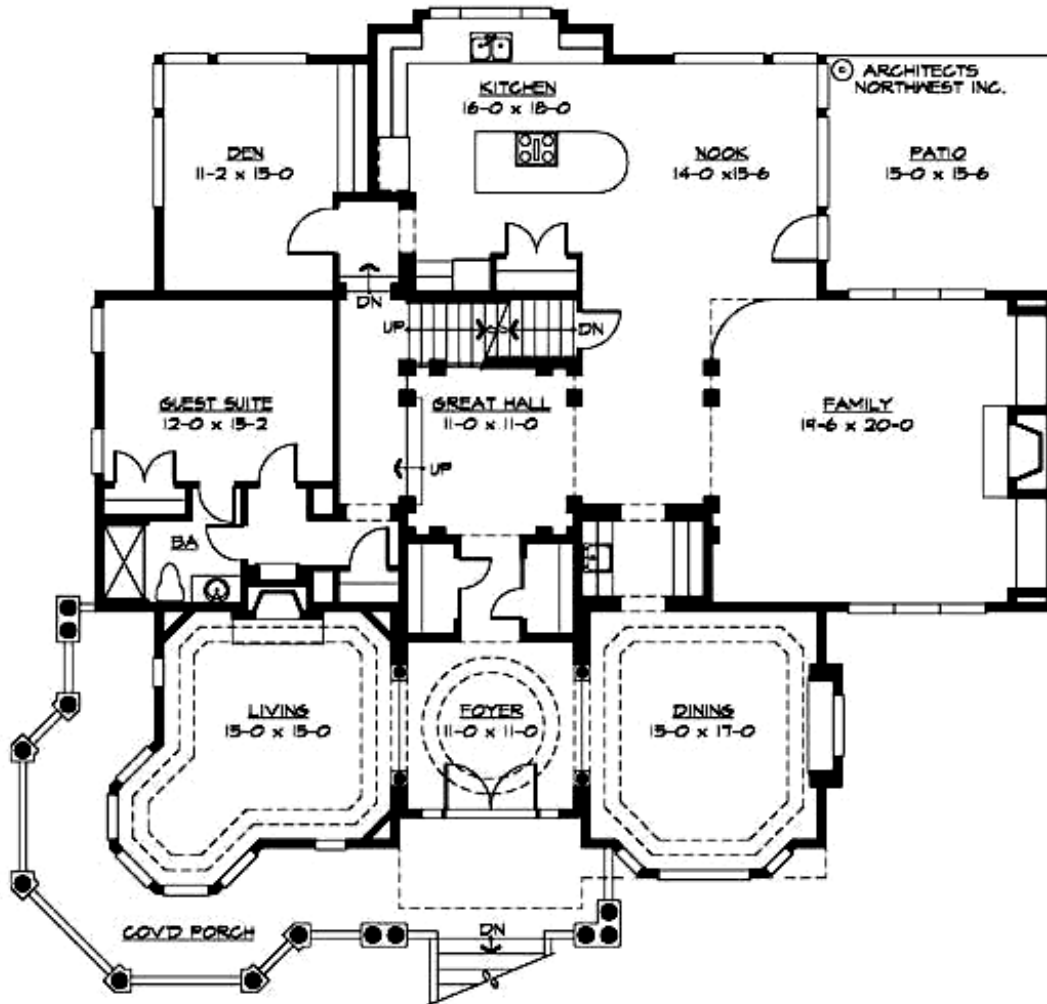 © ARCHITECTS
NORTHWEST INC.
KITCHEN
16-0 x 18-0
DEN
11-2 x 15-0
NOOK
14-0 x15-6
PATIO
15-0 x 15-6
DN
UP
DN
GUEST SUITE
12-0 x 15-2
GREAT HALL
11-0 x 11-0
FAMILY
19-6 x 20-0
UP
BA
LIVING
15-0 x 15-0
FOYER
11-0 x 11-0
DINING
15-0 x 17-0
COV'D PORCH
DN